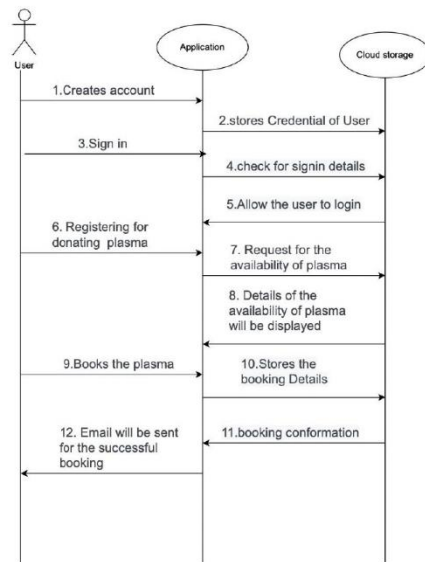 User
Application
Cloud storage
1.Creates account
2.stores Credential of User
3.Sign in
4.check for signin details
5.Allow the user to login
6. Registering for
donating plasma
7. Request for the
availability of plasma
8. Details of the
availability of plasma
will be displayed
9.Books the plasma
10.Stores the
booking Details
11.booking conformation
12. Email will be sent
for the successful
booking